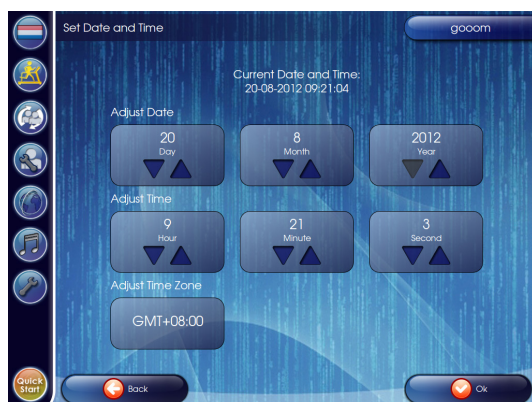 Set Date and Time
gooom
Current Date and Time:
20-08-2012 09:21:04
Adjust Date
20
Day
8
Month
2012
Year
Adjust Time
9
Hour
21
Minute
3
Second
Adjust Time Zone
GMT+08:00
Quick
Start
Back
Ok